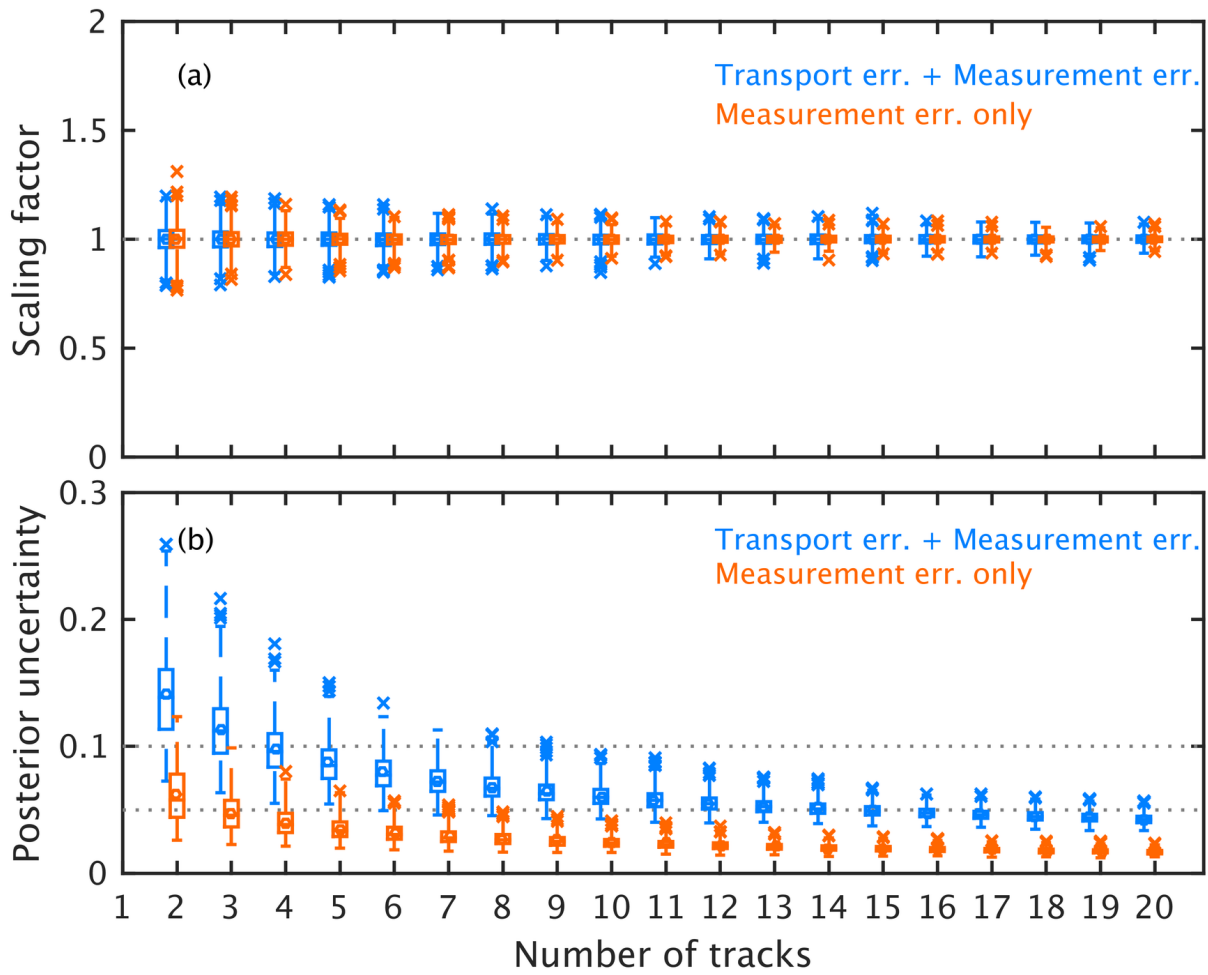 2
(a)
Transport err. + Measurement err.
Measurement err. only
1.5
Scaling factor
1
0.5
0
0.3
(b)
Transport err. + Measurement err.
Measurement err. only
Posterior uncertainty
0.2
0.1
0
1 2 3 4 5 6 7 8 9 10 11 12 13 14 15 16 17 18 19 20
Number of tracks